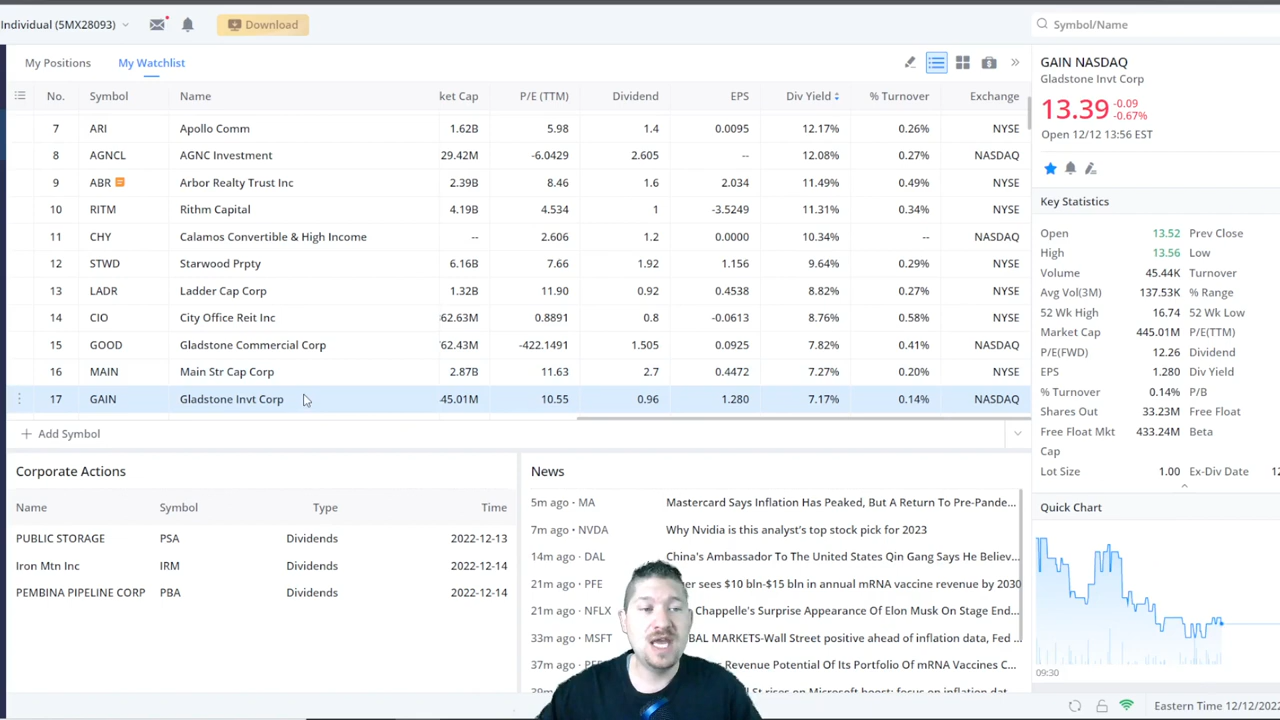 Individual (5MX28093) Download Symbol/Name
My Positions My Watchlist
No. Symbol Name ket Cap P/E (TTM) Dividend EPS Div Yield % Turnover Exchange
7 ARI Apollo Comm 1.62B 5.98 1.4 0.0095 12.17% 0.26% NYSE
8 AGNCL AGNC Investment 29.42M -6.0429 2.605 -- 12.08% 0.27% NASDAQ
9 ABR Arbor Realty Trust Inc 2.39B 8.46 1.6 2.034 11.49% 0.49% NYSE
10 RITM Rithm Capital 4.19B 4.534 1 -3.5249 11.31% 0.34% NYSE
11 CHY Calamos Convertible & High Income -- 2.606 1.2 0.0000 10.34% -- NASDAQ
12 STWD Starwood Prpty 6.16B 7.66 1.92 1.156 9.64% 0.29% NYSE
13 LADR Ladder Cap Corp 1.32B 11.90 0.92 0.4538 8.82% 0.27% NYSE
14 CIO City Office Reit Inc 62.63M 0.8891 0.8 -0.0613 8.76% 0.58% NYSE
15 GOOD Gladstone Commercial Corp 62.43M -422.1491 1.505 0.0925 7.82% 0.41% NASDAQ
16 MAIN Main Str Cap Corp 2.87B 11.63 2.7 0.4472 7.27% 0.20% NYSE
17 GAIN Gladstone Invt Corp 45.01M 10.55 0.96 1.280 7.17% 0.14% NASDAQ
+ Add Symbol
Corporate Actions
Name Symbol Type Time
PUBLIC STORAGE PSA Dividends 2022-12-13
Iron Mtn Inc IRM Dividends 2022-12-14
PEMBINA PIPELINE CORP PBA Dividends 2022-12-14
News
5m ago • MA Mastercard Says Inflation Has Peaked, But A Return To Pre-Pande...
7m ago • NVDA Why Nvidia is this analyst's top stock pick for 2023
14m ago • DAL China's Ambassador To The United States Qin Gang Says He Believ...
21m ago • PFE er sees $10 bln-$15 bln in annual mRNA vaccine revenue by 2030
21m ago • NFLX Chappelle's Surprise Appearance Of Elon Musk On Stage End...
33m ago • MSFT BAL MARKETS-Wall Street positive ahead of inflation data, Fed ...
37m ago • Revenue Potential Of Its Portfolio Of mRNA Vaccines C...
rises on Microsoft boost; focus on inflation dat...
GAIN NASDAQ
Gladstone Invt Corp
13.39 -0.09
-0.67%
Open 12/12 13:56 EST
Key Statistics
Open 13.52 Prev Close
High 13.56 Low
Volume 45.44K Turnover
Avg Vol(3M) 137.53K % Range
52 Wk High 16.74 52 Wk Low
Market Cap 445.01M P/E(TTM)
P/E(FWD) 12.26 Dividend
EPS 1.280 Div Yield
% Turnover 0.14% P/B
Shares Out 33.23M Free Float
Free Float Mkt 433.24M Beta
Cap
Lot Size 1.00 Ex-Div Date 12
Quick Chart
09:30
Eastern Time 12/12/2022